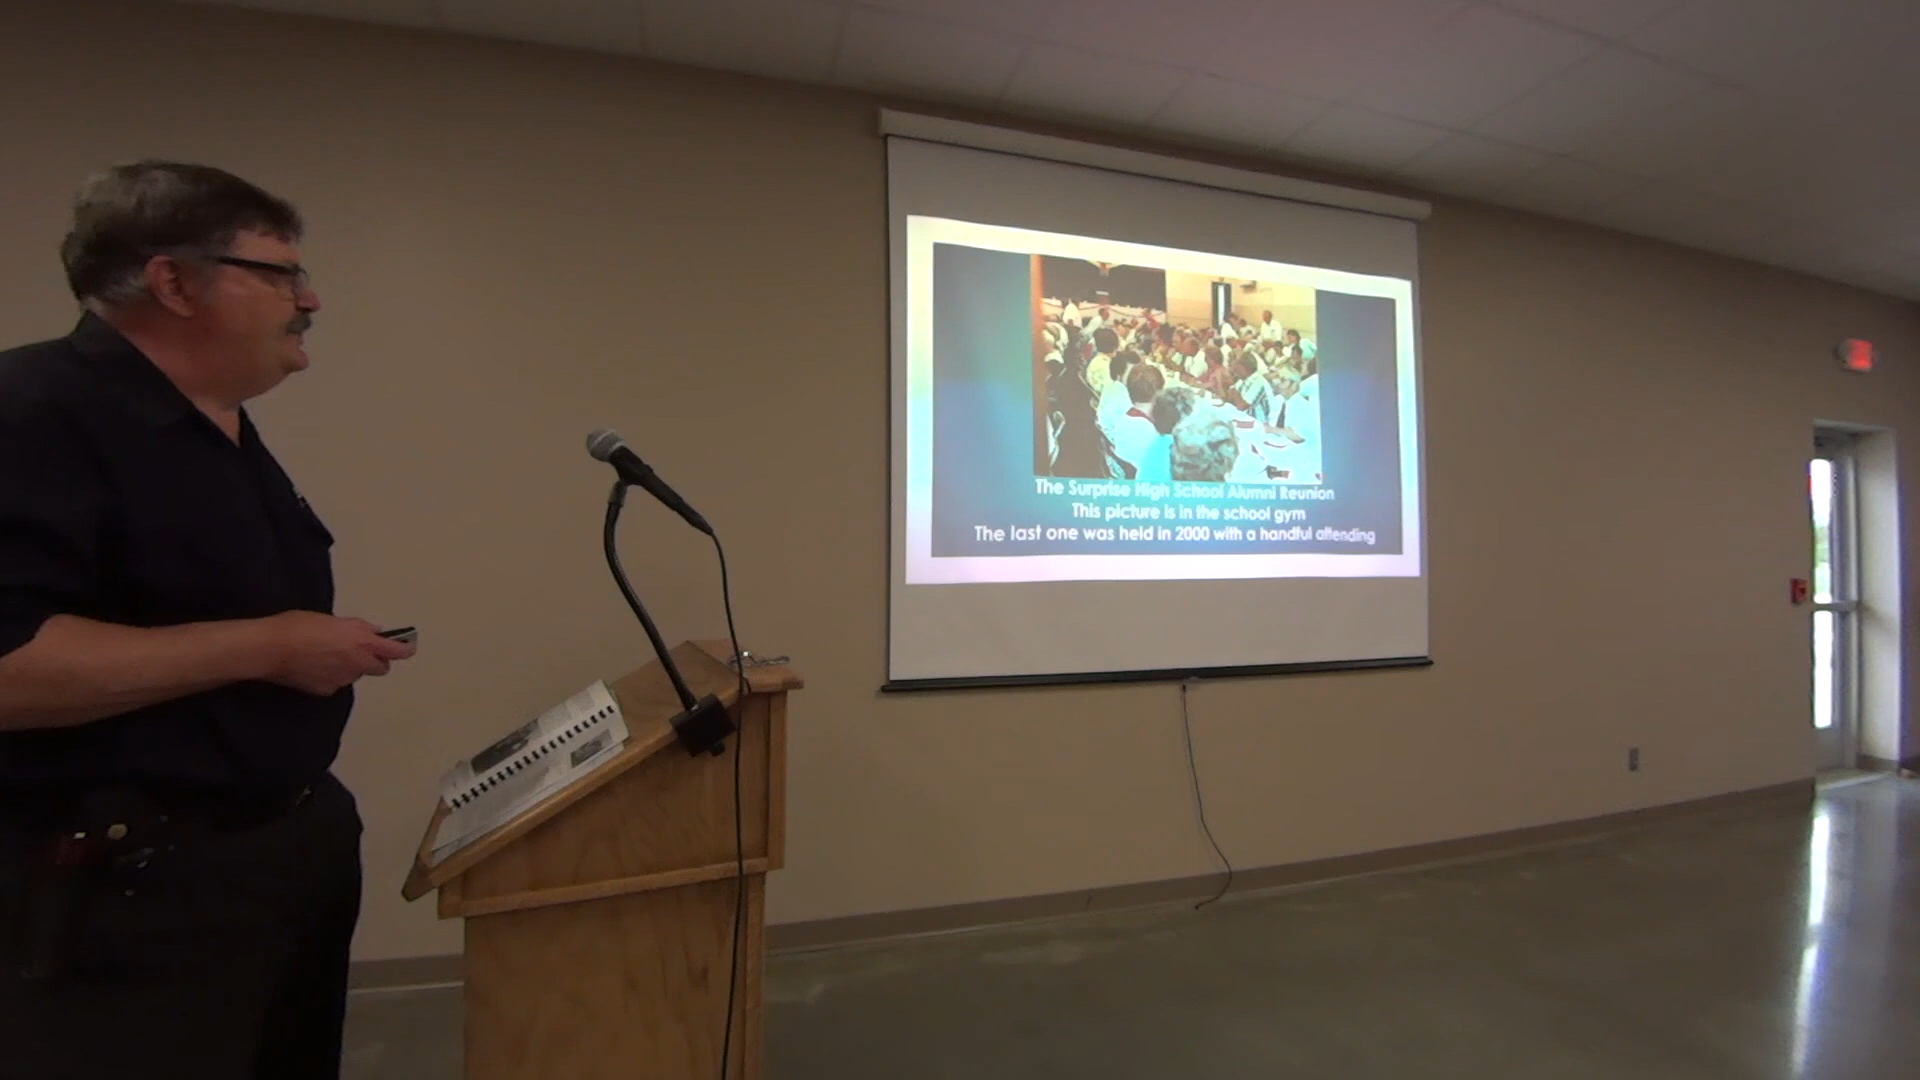 The Surprise High School Alumni Reunion
This picture is in the school gym
The last one was held in 2000 with a handful attending